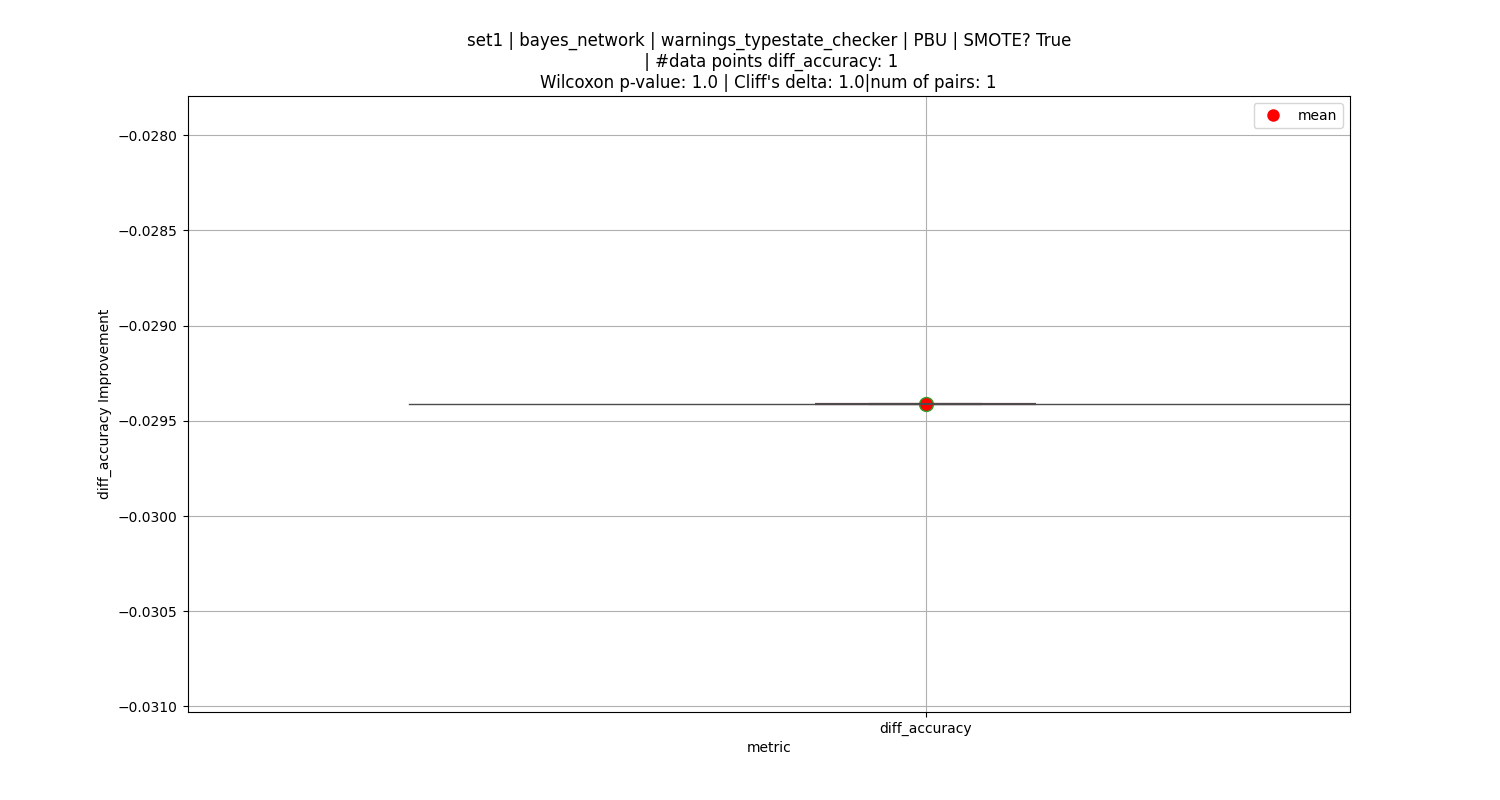 set1 | bayes_network | warnings_typestate_checker | PBU | SMOTE? True
| #data points diff_accuracy: 1
Wilcoxon p-value: 1.0 | Cliff's delta: 1.0|num of pairs: 1
mean
−0.0280
−0.0285
−0.0290
−0.0295
−0.0300
−0.0305
−0.0310
diff_accuracy Improvement
diff_accuracy
metric